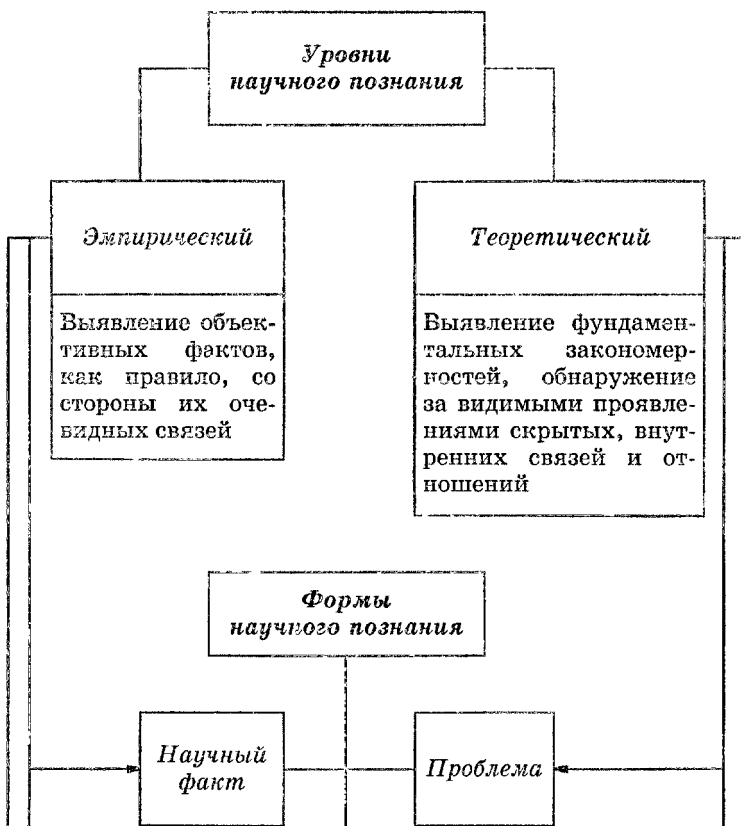 Уровни
научного познания
Эмпирический
Теоретический
Выявление объек-
тивных фактов,
как правило, со
стороны их оче-
видных связей
Выявление фундамен-
тальных закономер-
ностей, обнаружение
за видимыми проявле-
ниями скрытых, внут-
ренних связей и от-
ношений
Формы
научного познания
Научный
факт
Проблема